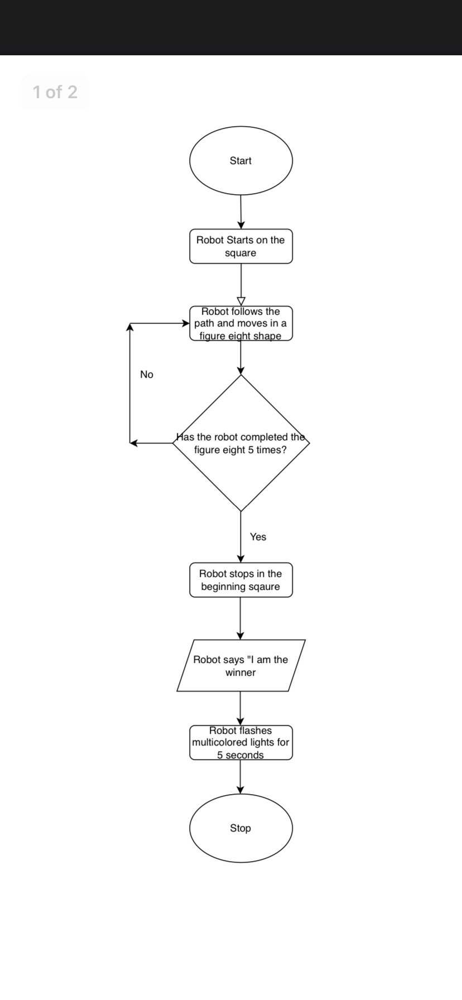 1 of 2
Start
Robot Starts on the
square
Robot follows the
path and moves in a
figure eight shape
No
Has the robot completed the
figure eight 5 times?
Yes
Robot stops in the
beginning sqaure
Robot says "I am the
winner
Robot flashes
multicolored lights for
5 seconds
Stop